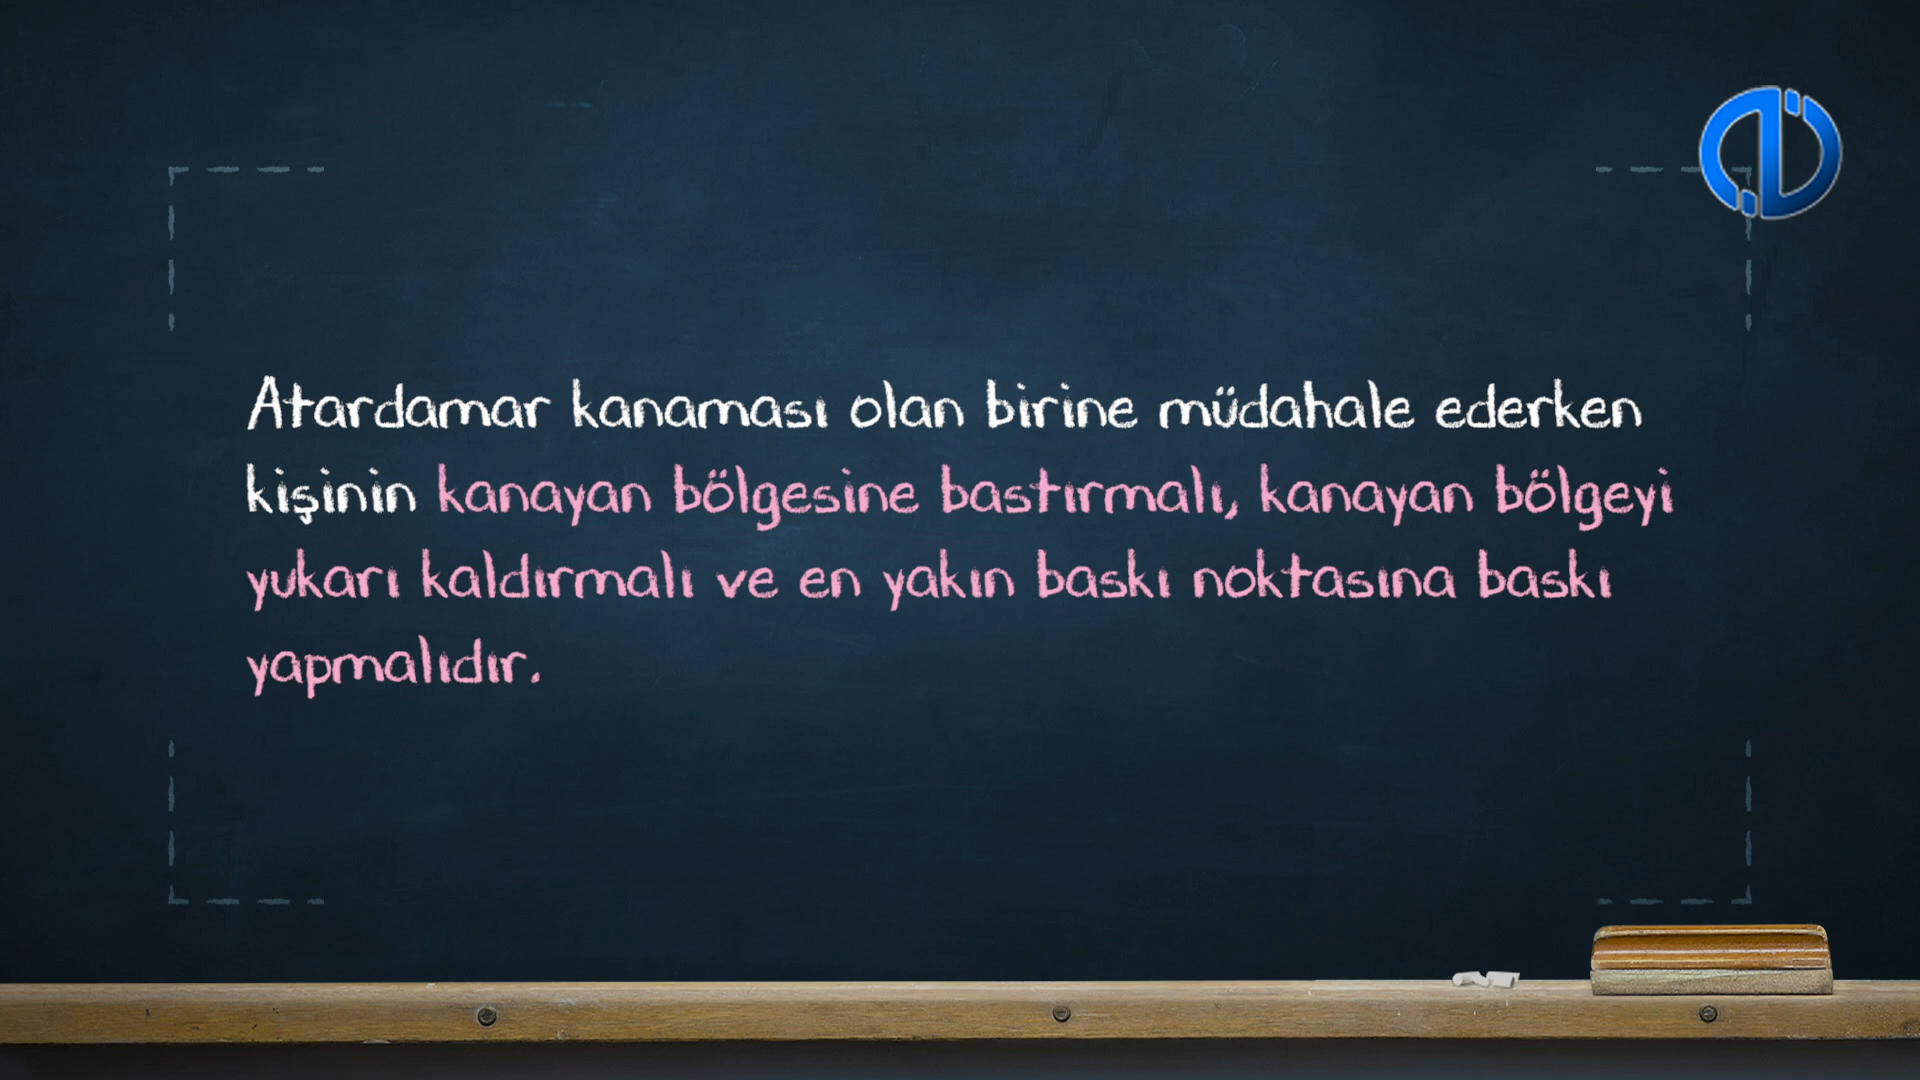 Atardamar kanaması olan birine müdahale ederken
kişinin kanayan bölgesine bastırmalı, kanayan bölgeyi
yukarı kaldırmalı ve en yakın baskı noktasına baskı
yapmalıdır.